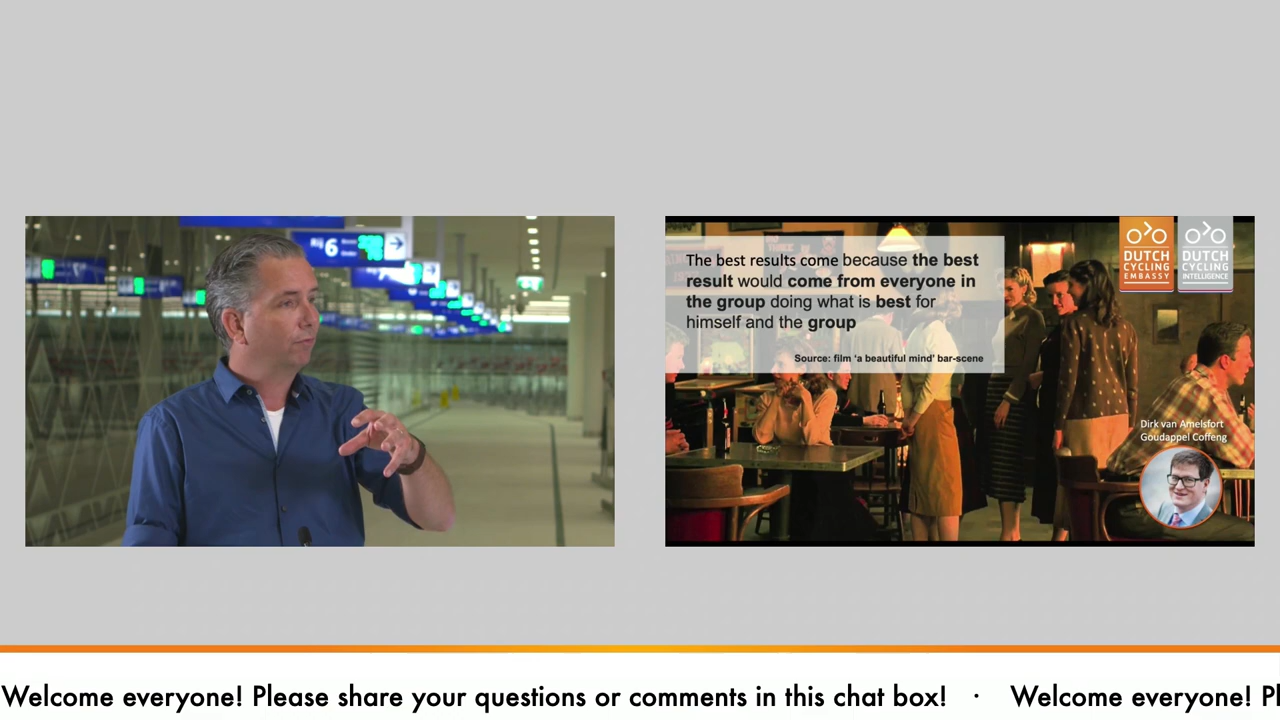 Rij 6
The best results come because the best
result would come from everyone in
the group doing what is best for
himself and the group
Source: film ‘a beautiful mind’ bar-scene
DUTCH
CYCLING
EMBASSY
DUTCH
CYCLING
INTELLIGENCE
Dirk van Amelsfort
Goudappel Coffeng
Welcome everyone! Please share your questions or comments in this chat box! · Welcome everyone! Pl